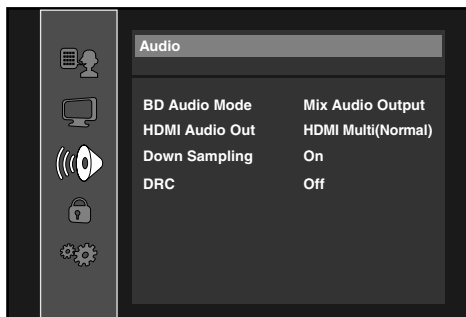 Audio
BD Audio Mode Mix Audio Output
HDMI Audio Out HDMI Multi(Normal)
Down Sampling On
DRC Off